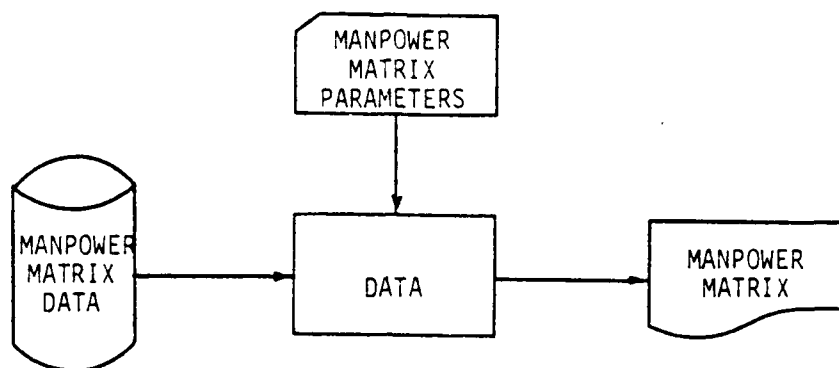 MANPOWER
MATRIX
PARAMETERS
MANPOWER
MATRIX
DATA
DATA
MANPOWER
MATRIX